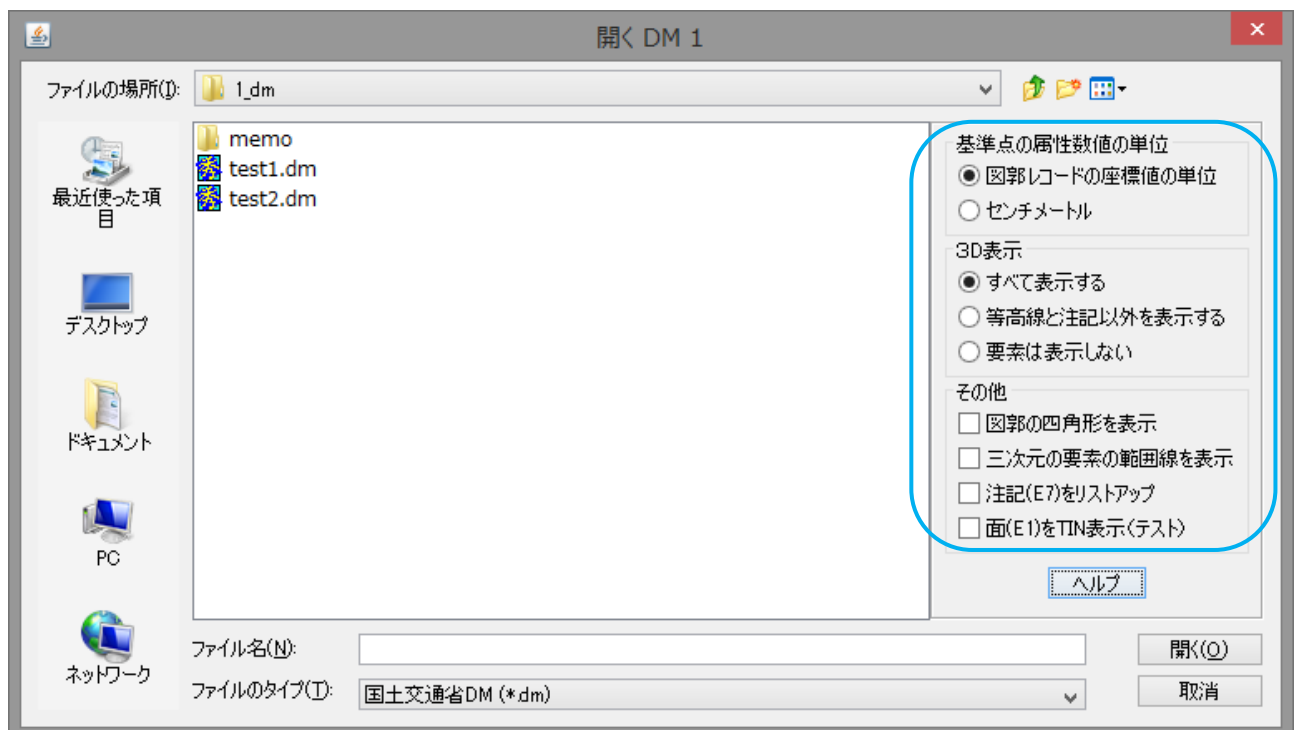 開く DM 1
ファイルの場所(I):
1_dm
最近使った項
目
デスクトップ
ドキュメント
PC
ネットワーク
memo
test1.dm
test2.dm
基準点の属性数値の単位
図郭レコードの座標値の単位
センチメートル
3D表示
すべて表示する
等高線と注記以外を表示する
要素は表示しない
その他
図郭の四角形を表示
三次元の要素の範囲線を表示
注記(E7)をリストアップ
面(E1)をTIN表示(テスト)
ヘルプ
ファイル名(N):
開く(O)
ファイルのタイプ(T):
国土交通省DM (*.dm)
取消